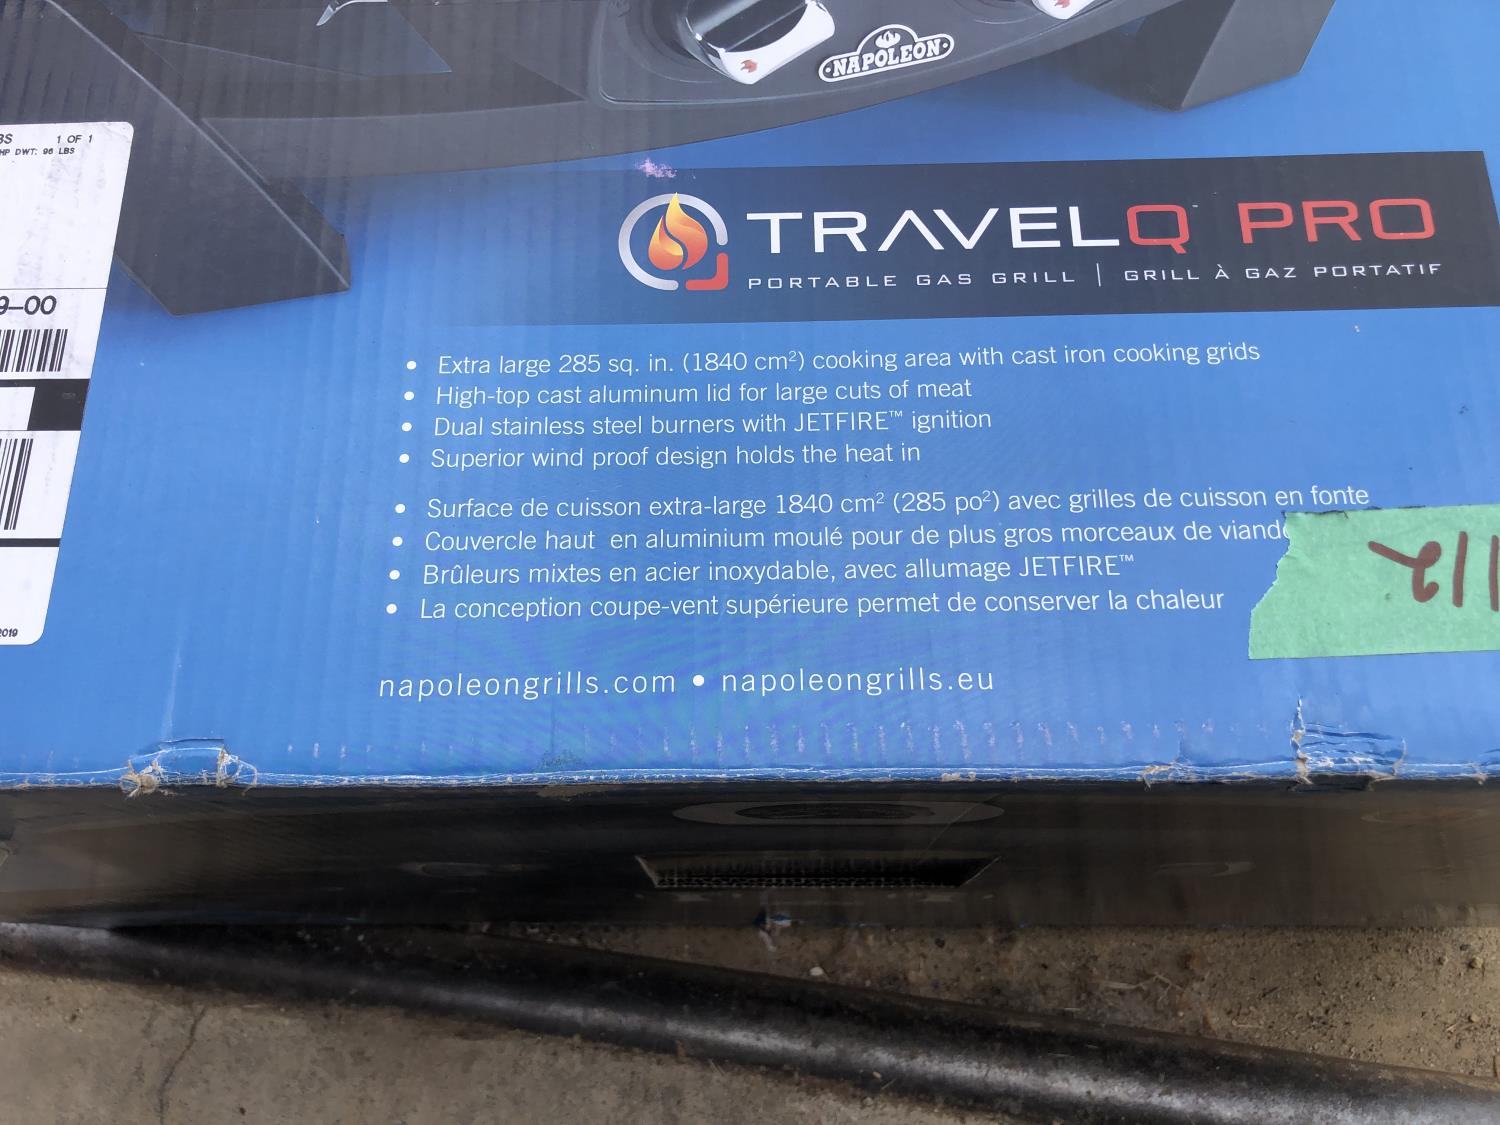 NAPOLEON
BS 1 OF 1
HP DWT: 96 LBS
TRAVELQ™ PRO
PORTABLE GAS GRILL | GRILL À GAZ PORTATIF
9-00
• Extra large 285 sq. in. (1840 cm²) cooking area with cast iron cooking grids
• High-top cast aluminum lid for large cuts of meat
• Dual stainless steel burners with JETFIRE™ ignition
• Superior wind proof design holds the heat in
• Surface de cuisson extra-large 1840 cm² (285 po²) avec grilles de cuisson en fonte
• Couvercle haut en aluminium moulé pour de plus gros morceaux de viande
• Brûleurs mixtes en acier inoxydable, avec allumage JETFIRE™
• La conception coupe-vent supérieure permet de conserver la chaleur
2019
napoleongrills.com • napoleongrills.eu